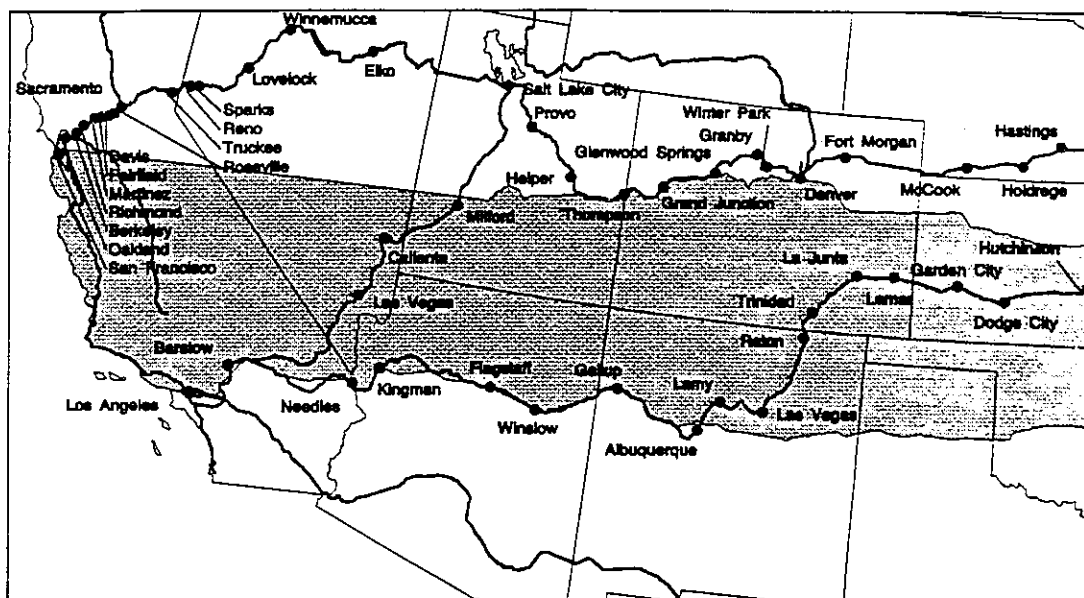 Winnemucca
Elko
Lovelock
Sacramento
Sparks
Reno
Truckee
Roseville
Salt Lake City
Provo
Winter Park
Granby
Glenwood Springs
Fort Morgan
Hastings
Davis
Fairfield
Martinez
Richmond
Berkeley
Oakland
San Francisco
Helper
Milford
Thompson
Grand Junction
Denver
McCook
Holdrege
Caliente
Hutchinson
La Junta
Garden City
Las Vegas
Trinidad
Lamar
Dodge City
Barstow
Raton
Flagstaff
Gallup
Lamy
Los Angeles
Needles
Kingman
Las Vegas
Winslow
Albuquerque